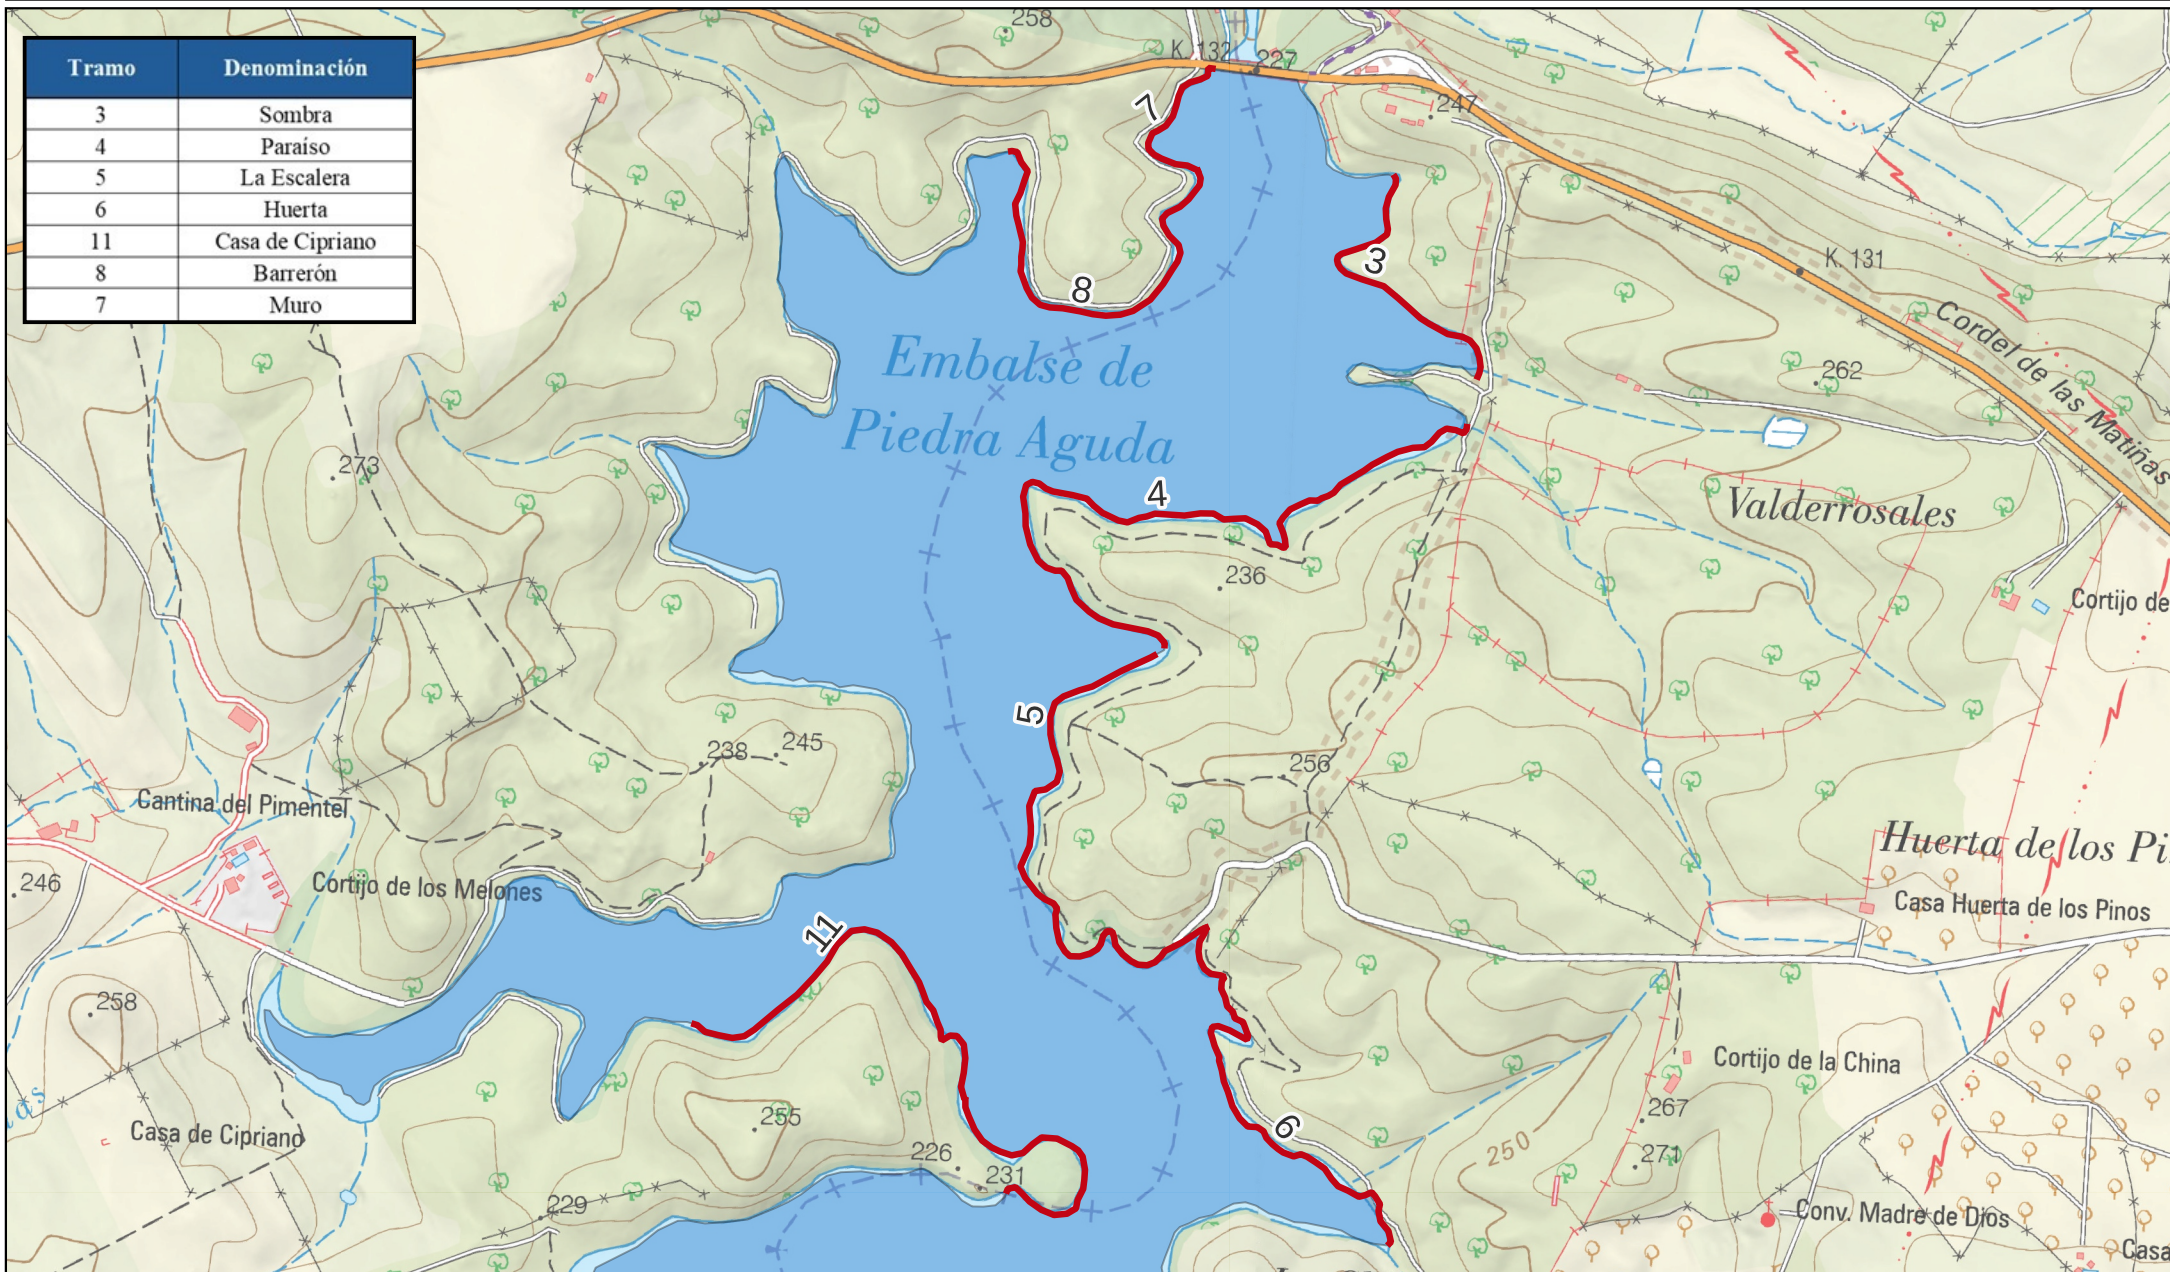 Tramo Denominación
3 Sombra
4 Paraíso
5 La Escalera
6 Huerta
11 Casa de Cipriano
8 Barrerón
7 Muro
258
K. 132
227
7
247
3
K. 131
8
Embalse de
Piedra Aguda
Cordel de las Matiñas
262
273
4
Valderrosales
236
Cortijo de
5
238
245
256
Cantina del Pimentel
Huerta de los Pi
246
Cortijo de los Melones
Casa Huerta de los Pinos
11
258
Cortijo de la China
as
255
267
Casa de Cipriano
6
250
226
271
231
229
Conv. Madre de Dios
Casa